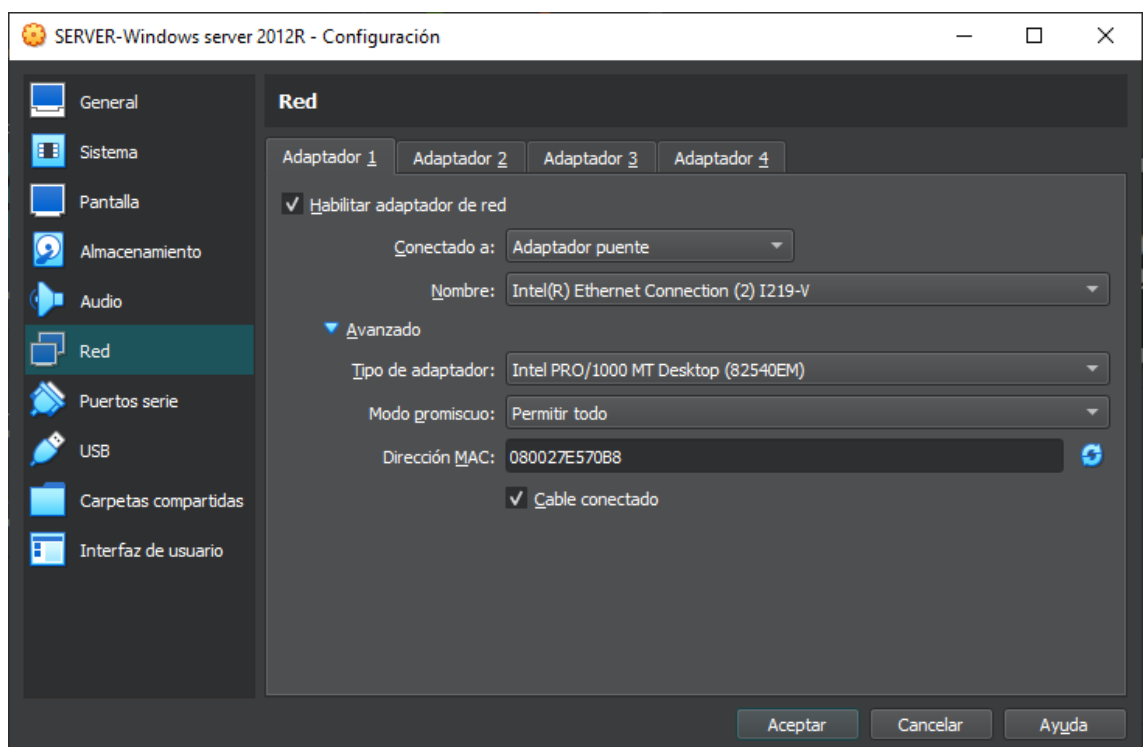 SERVER-Windows server 2012R - Configuración
General
Sistema
Pantalla
Almacenamiento
Audio
Red
Puertos serie
USB
Carpetas compartidas
Interfaz de usuario
Red
Adaptador 1 Adaptador 2 Adaptador 3 Adaptador 4
Habilitar adaptador de red
Conectado a: Adaptador puente
Nombre: Intel(R) Ethernet Connection (2) I219-V
Avanzado
Tipo de adaptador: Intel PRO/1000 MT Desktop (82540EM)
Modo promiscuo: Permitir todo
Dirección MAC: 080027E570B8
Cable conectado
Aceptar Cancelar Ayuda